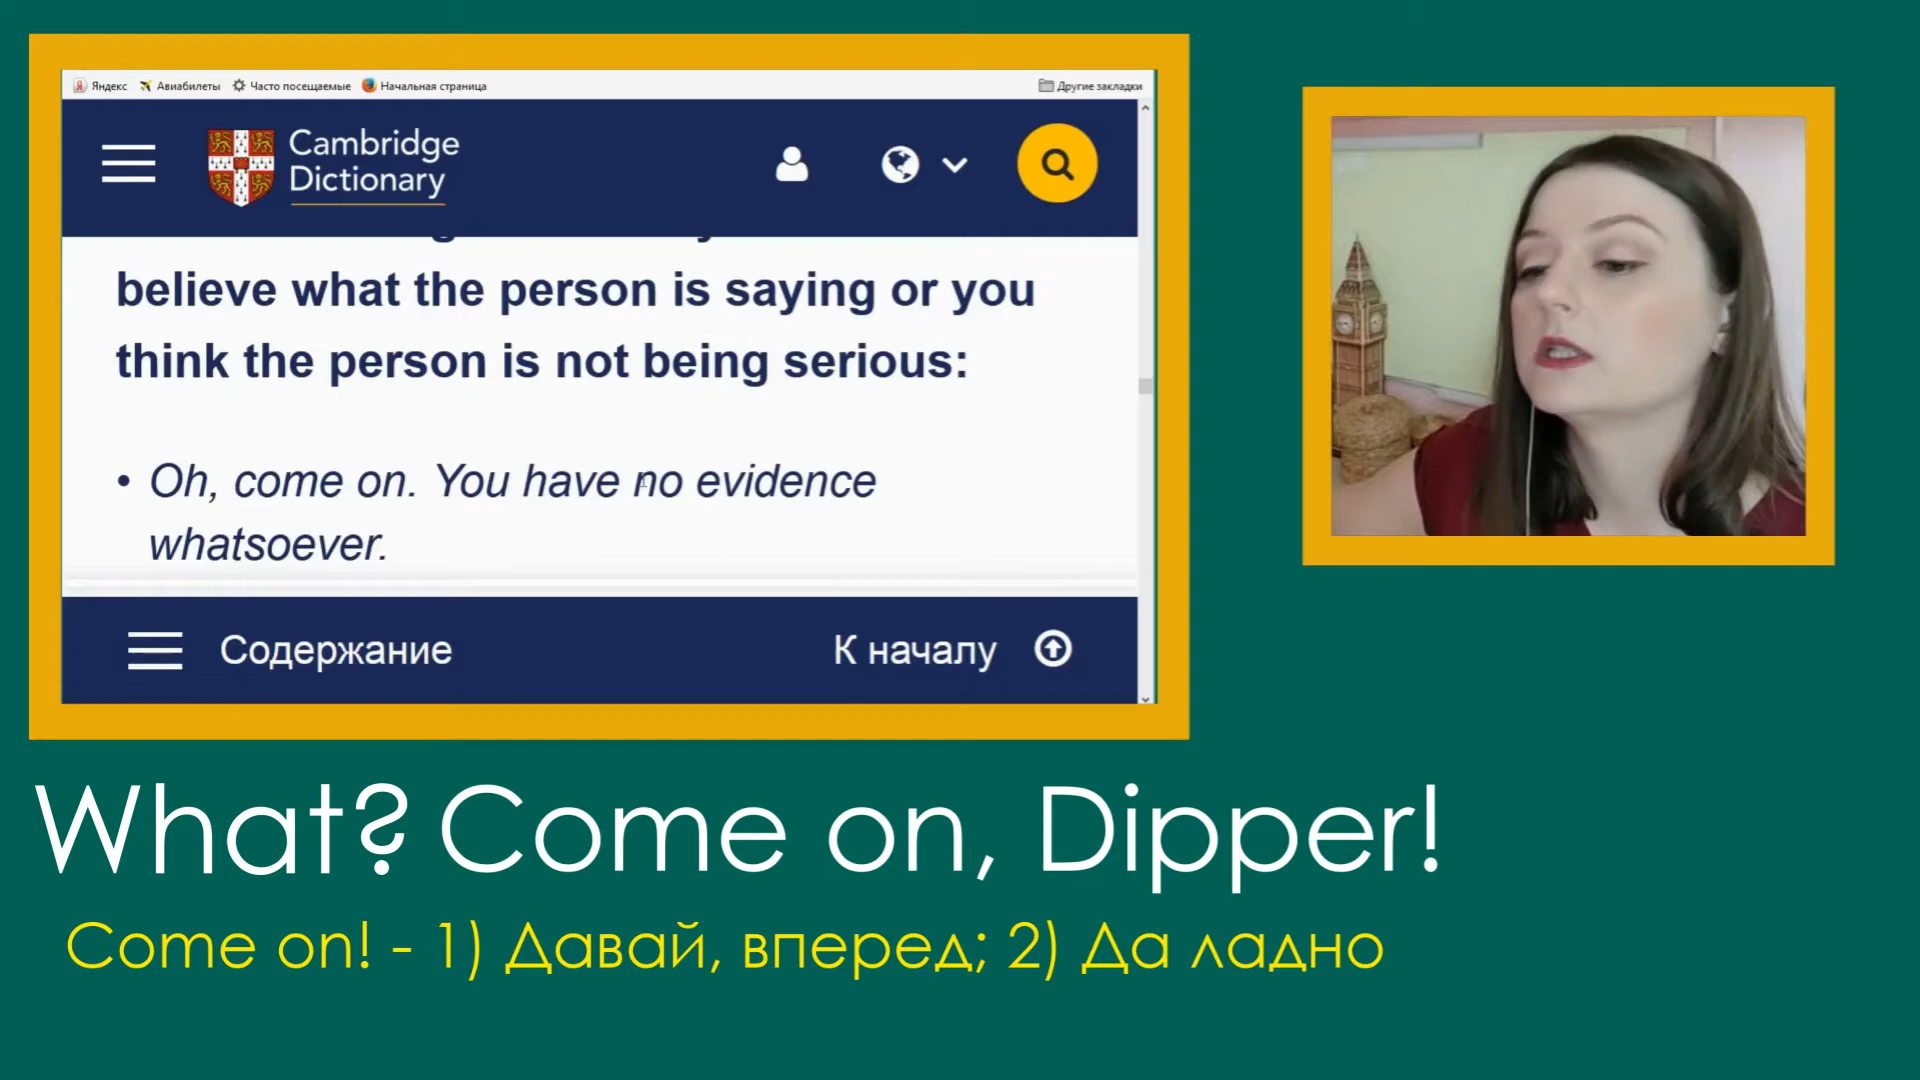 Яндекс Авиабилеты Часто посещаемые Начальная страница Другие закладки
Cambridge
Dictionary
believe what the person is saying or you
think the person is not being serious:
• Oh, come on. You have no evidence
whatsoever.
Содержание К началу
What? Come on, Dipper!
Come on! - 1) Давай, вперед; 2) Да ладно